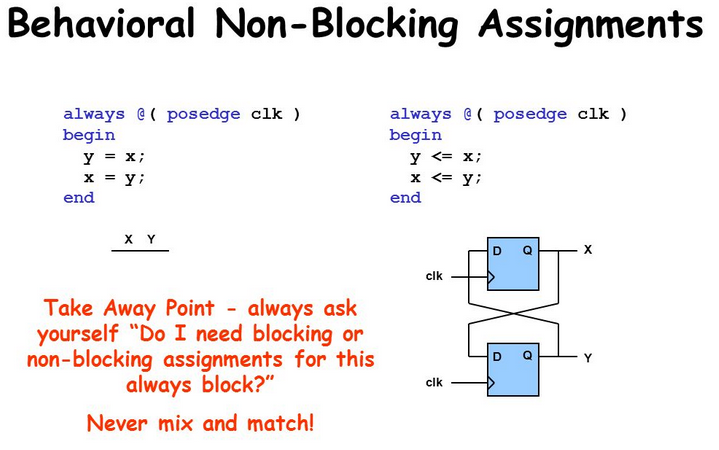 Behavioral Non-Blocking Assignments
always @( posedge clk )
begin
  y = x;
  x = y;
end
X Y
always @( posedge clk )
begin
  y <= x;
  x <= y;
end
D Q X
clk
D Q Y
clk
Take Away Point - always ask
yourself “Do I need blocking or
non-blocking assignments for this
always block?”
Never mix and match!